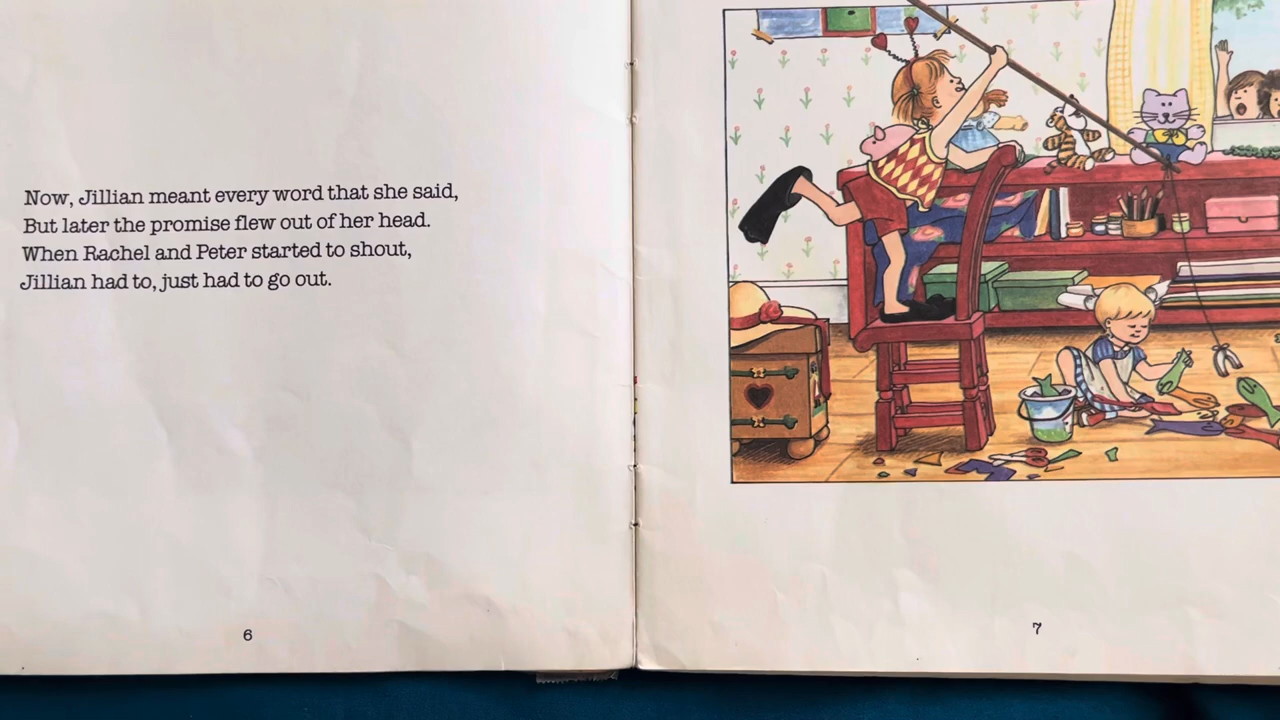 Now, Jillian meant every word that she said,
But later the promise flew out of her head.
When Rachel and Peter started to shout,
Jillian had to, just had to go out.
6
7